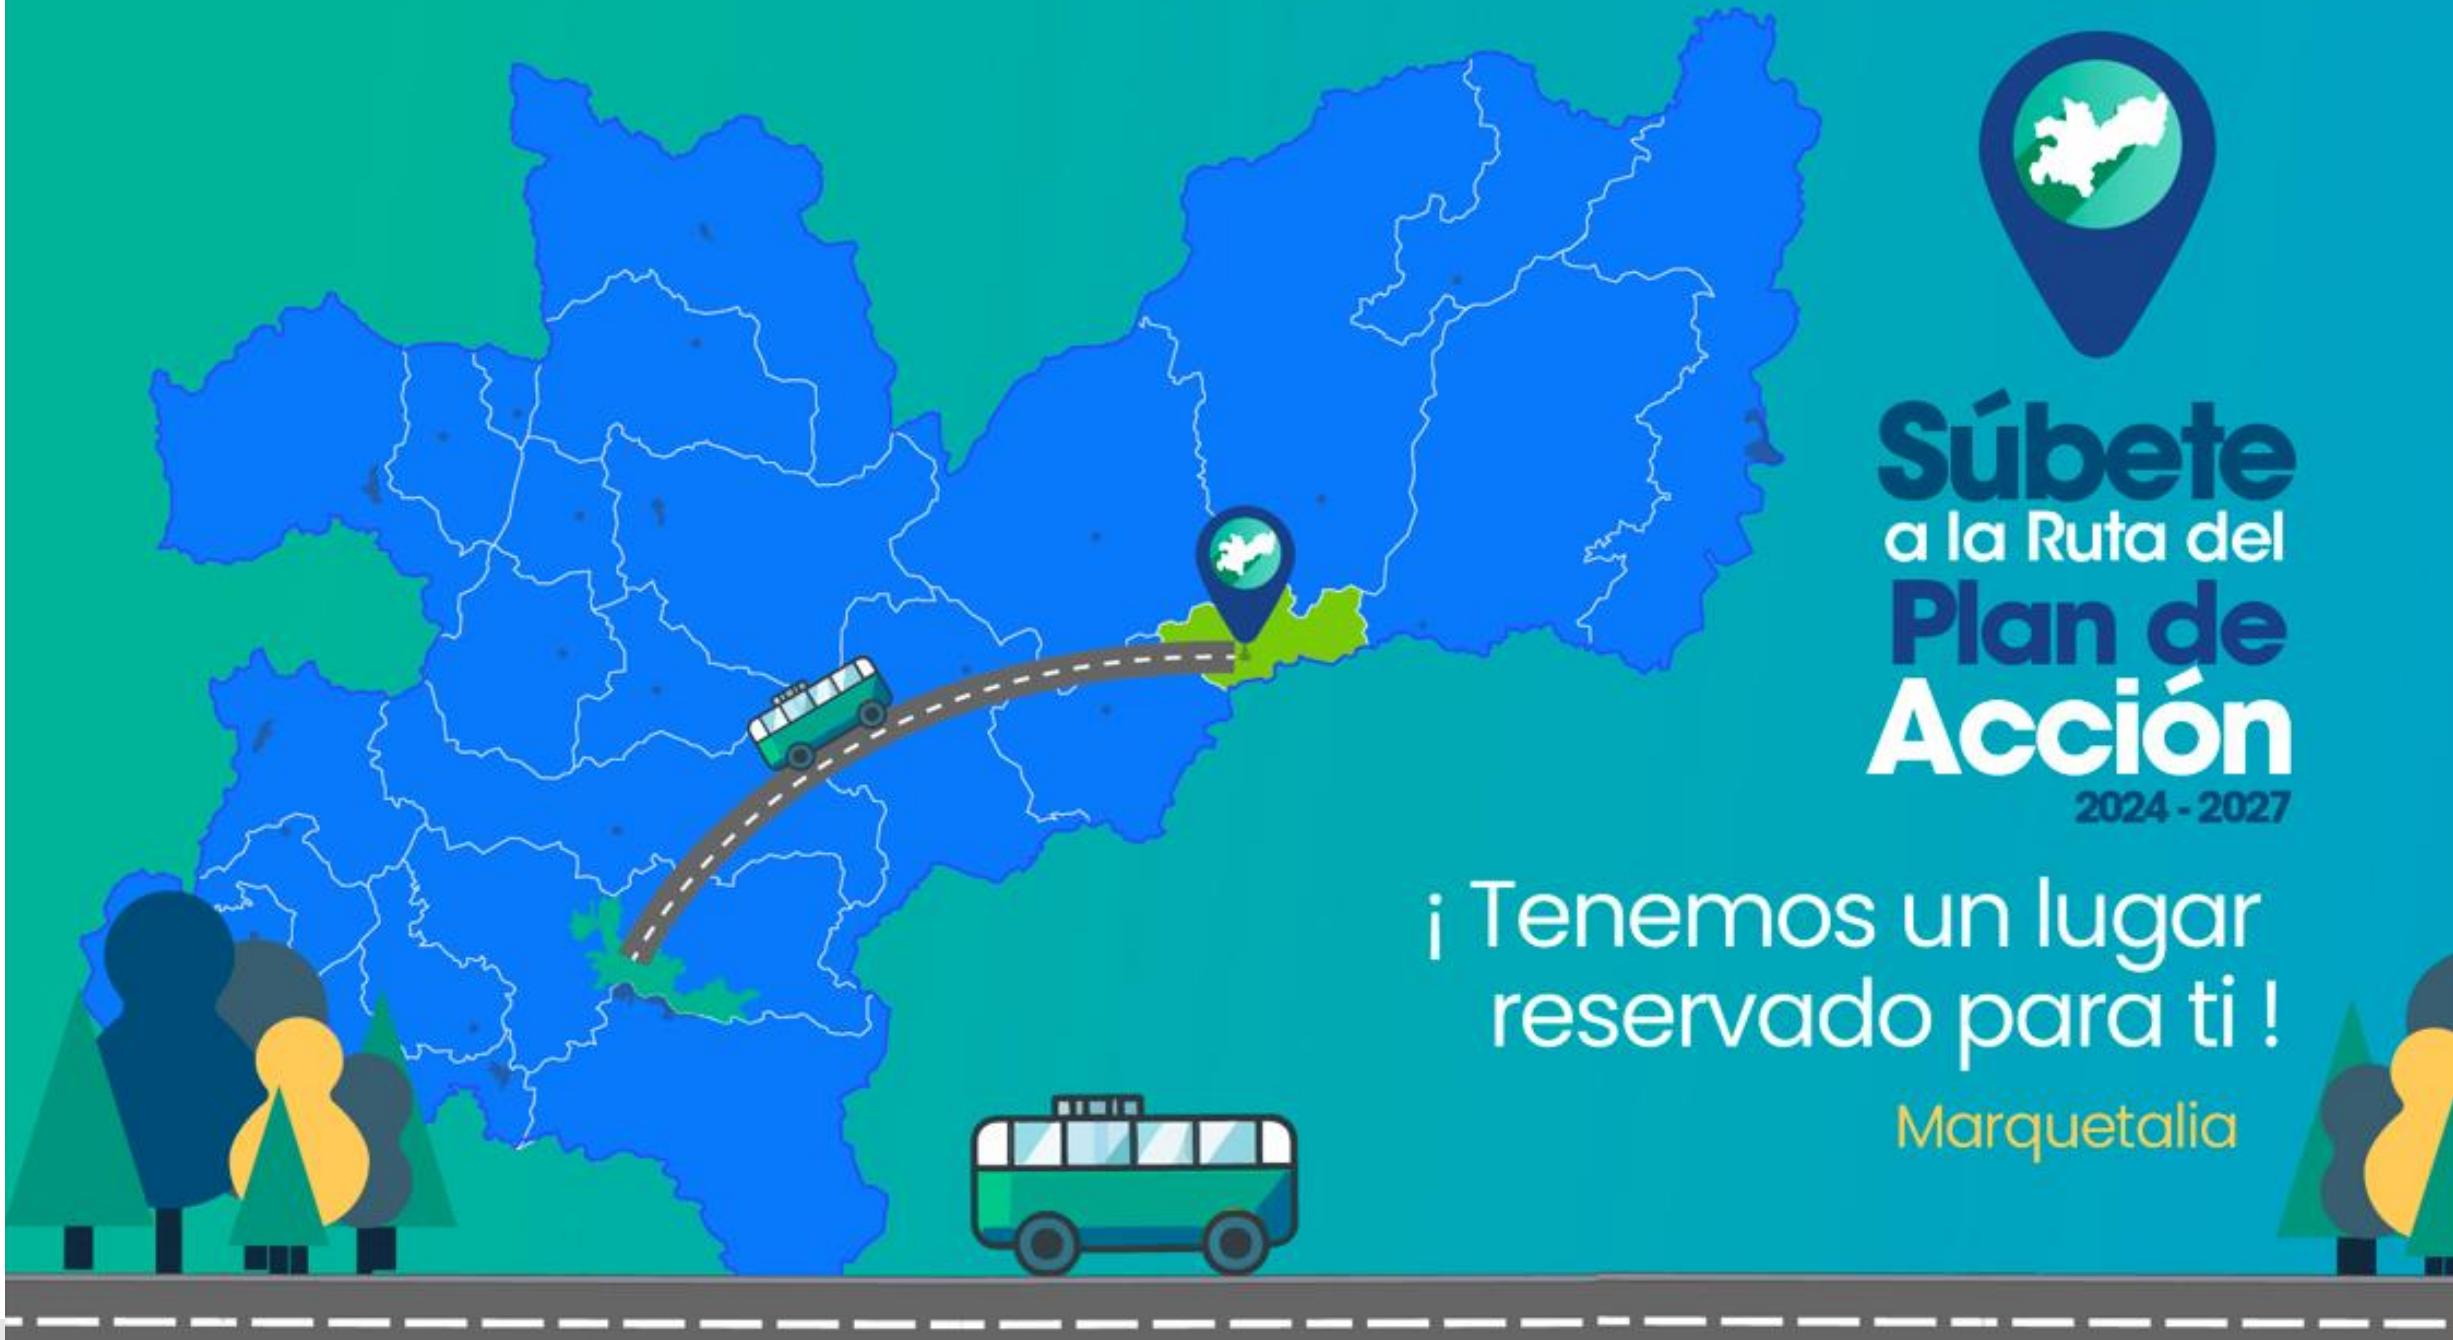 Súbete
a la Ruta del
Plan de
Acción
2024 - 2027
¡ Tenemos un lugar
reservado para ti !
Marquetalia